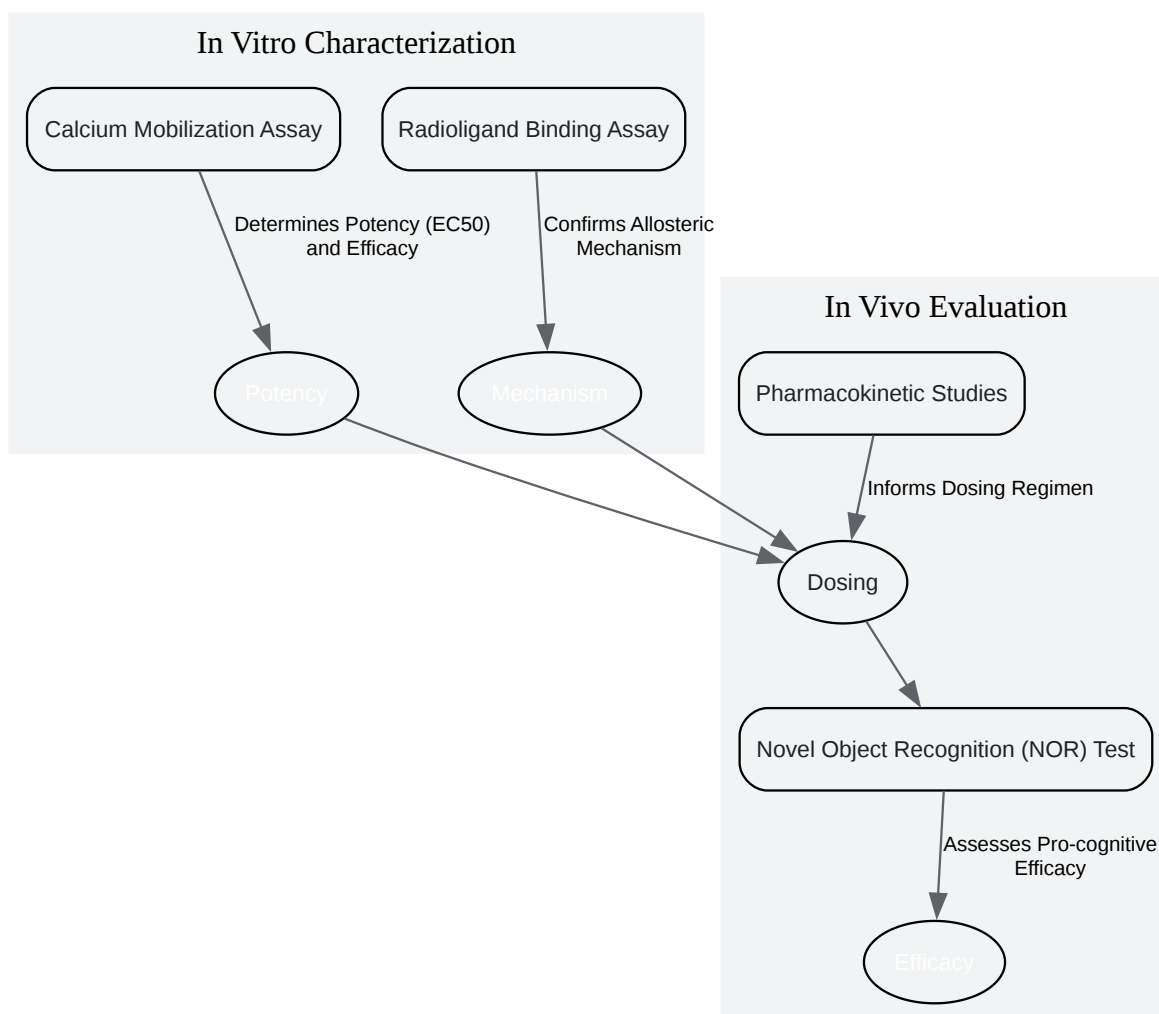 In Vitro Characterization
Calcium Mobilization Assay
Radioligand Binding Assay
Determines Potency (EC50)
and Efficacy
Confirms Allosteric
Mechanism
Potency
Mechanism
In Vivo Evaluation
Pharmacokinetic Studies
Informs Dosing Regimen
Dosing
Novel Object Recognition (NOR) Test
Assesses Pro-cognitive
Efficacy
Efficacy